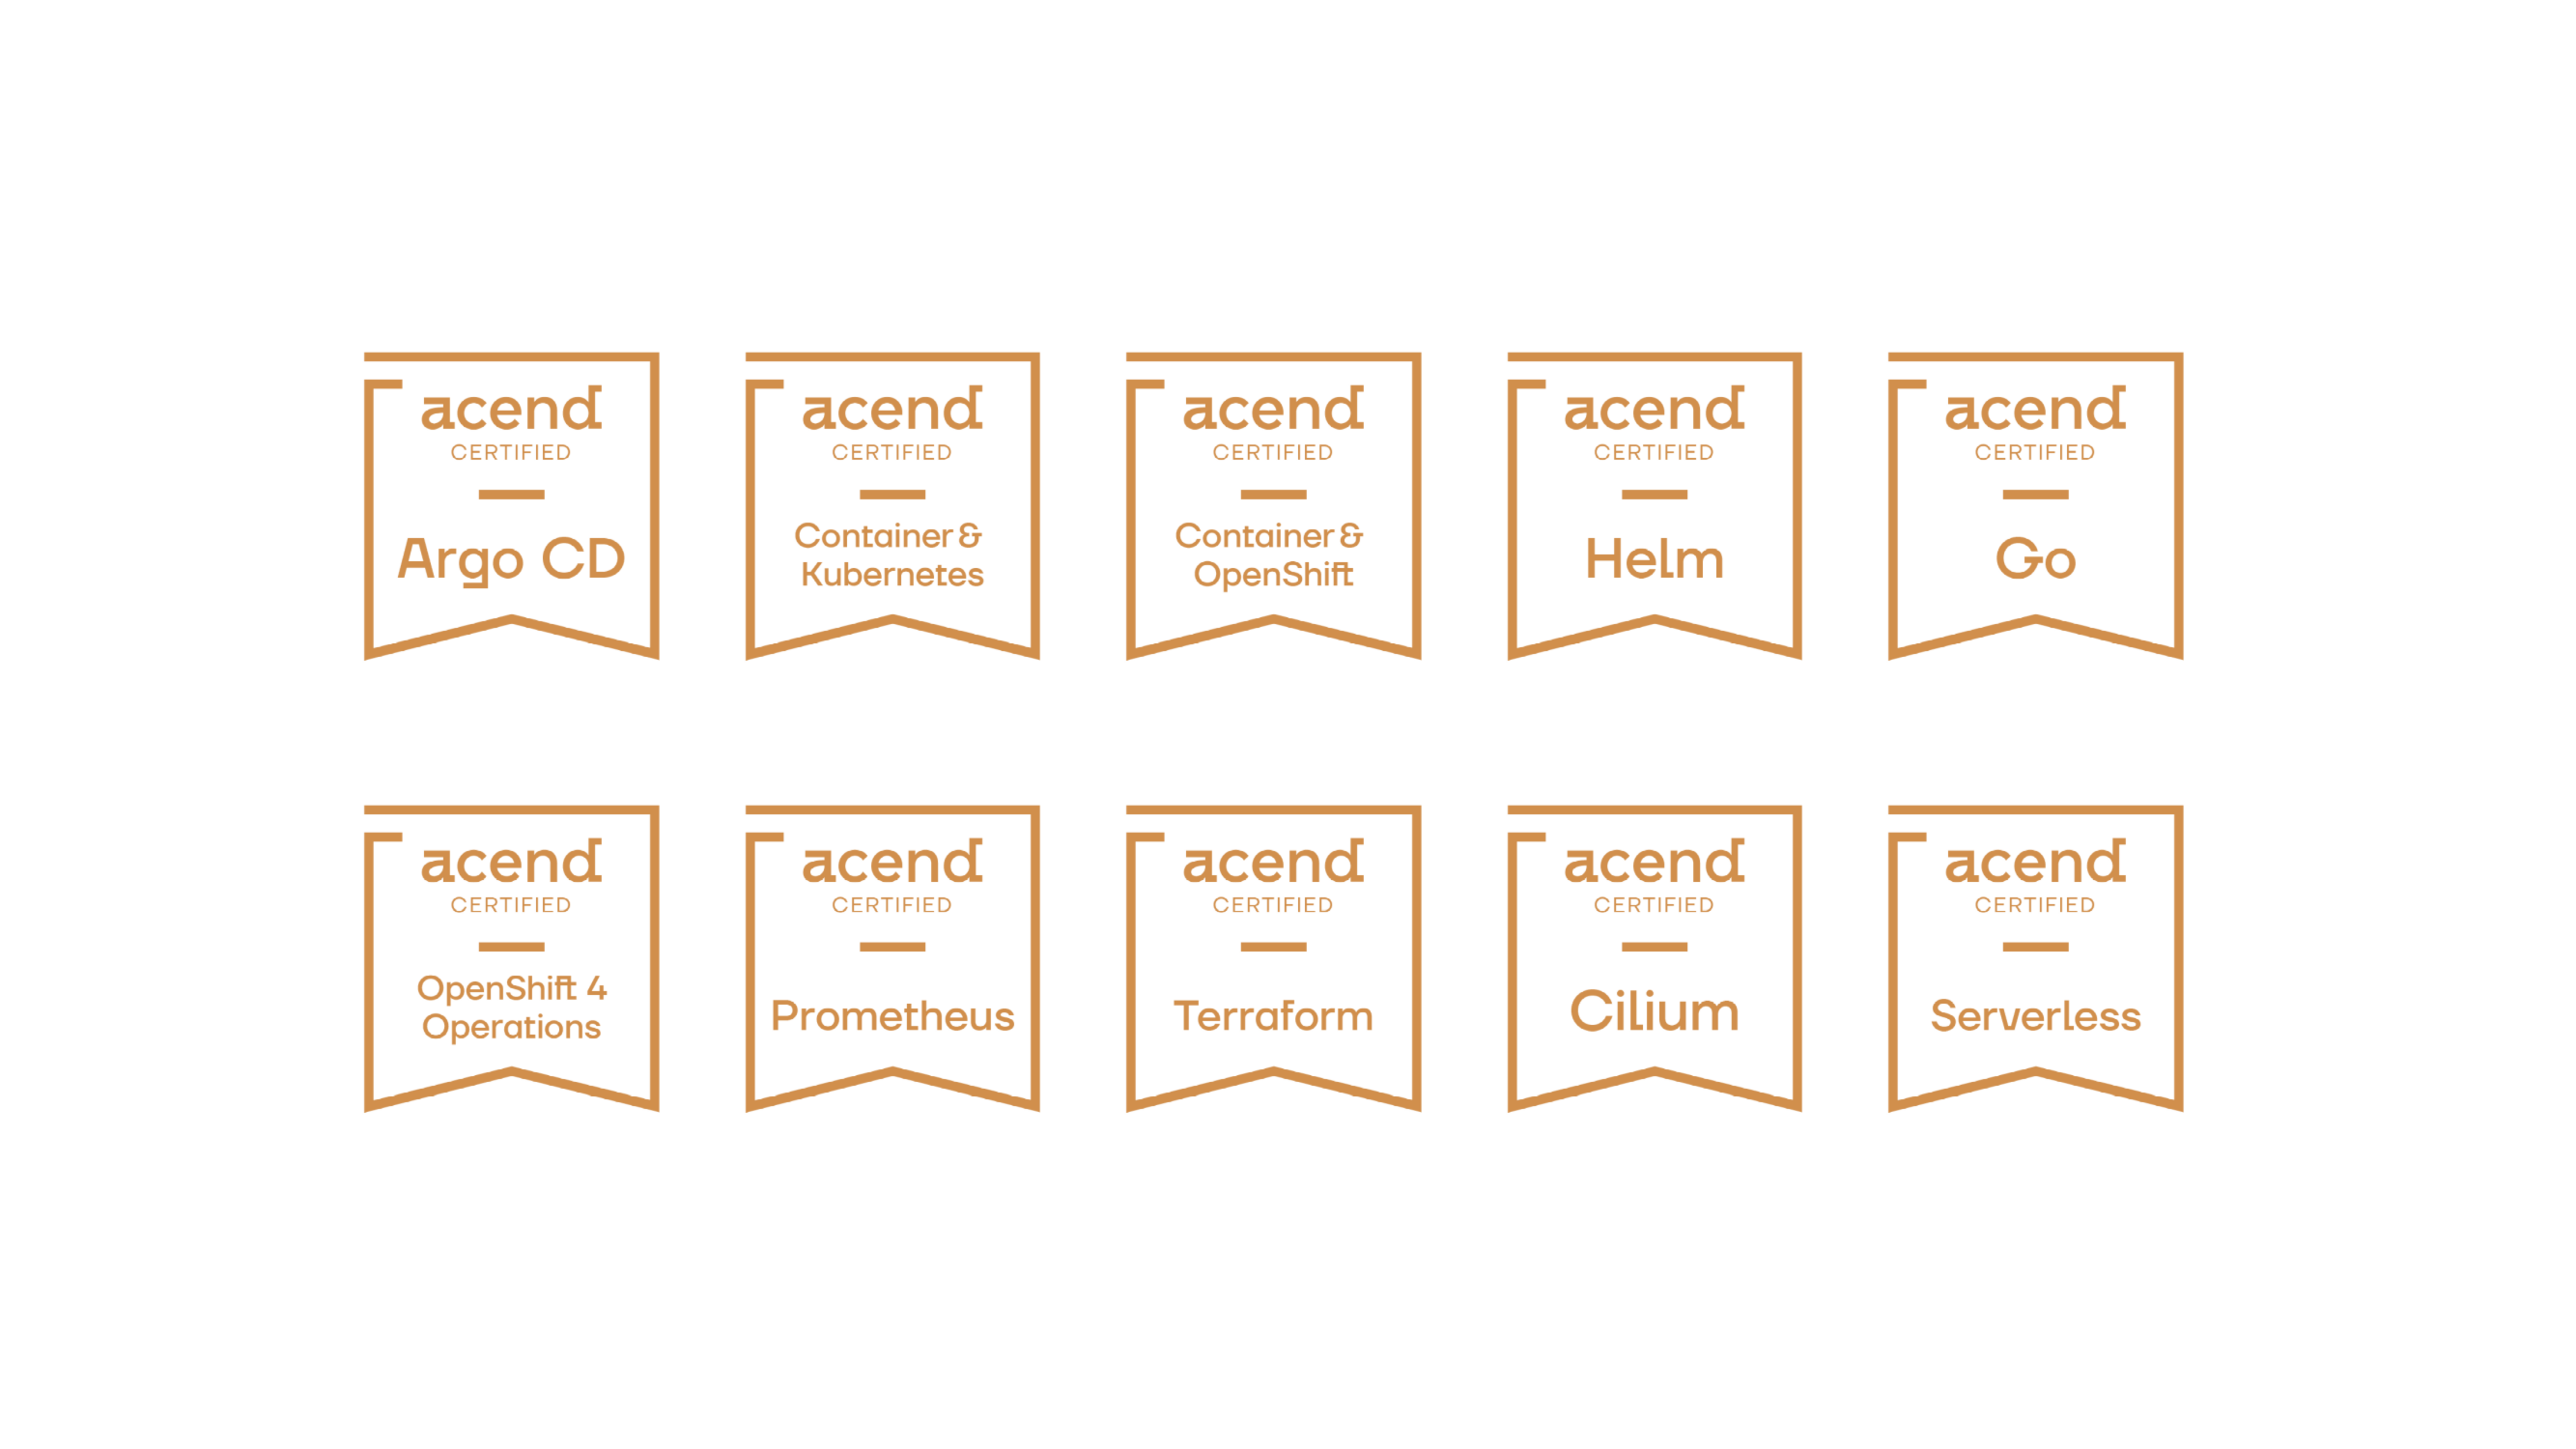 acend
CERTIFIED
Argo CD
acend
CERTIFIED
Container &
Kubernetes
acend
CERTIFIED
Container &
OpenShift
acend
CERTIFIED
Helm
acend
CERTIFIED
Go
acend
CERTIFIED
OpenShift 4
Operations
acend
CERTIFIED
Prometheus
acend
CERTIFIED
Terraform
acend
CERTIFIED
Cilium
acend
CERTIFIED
Serverless